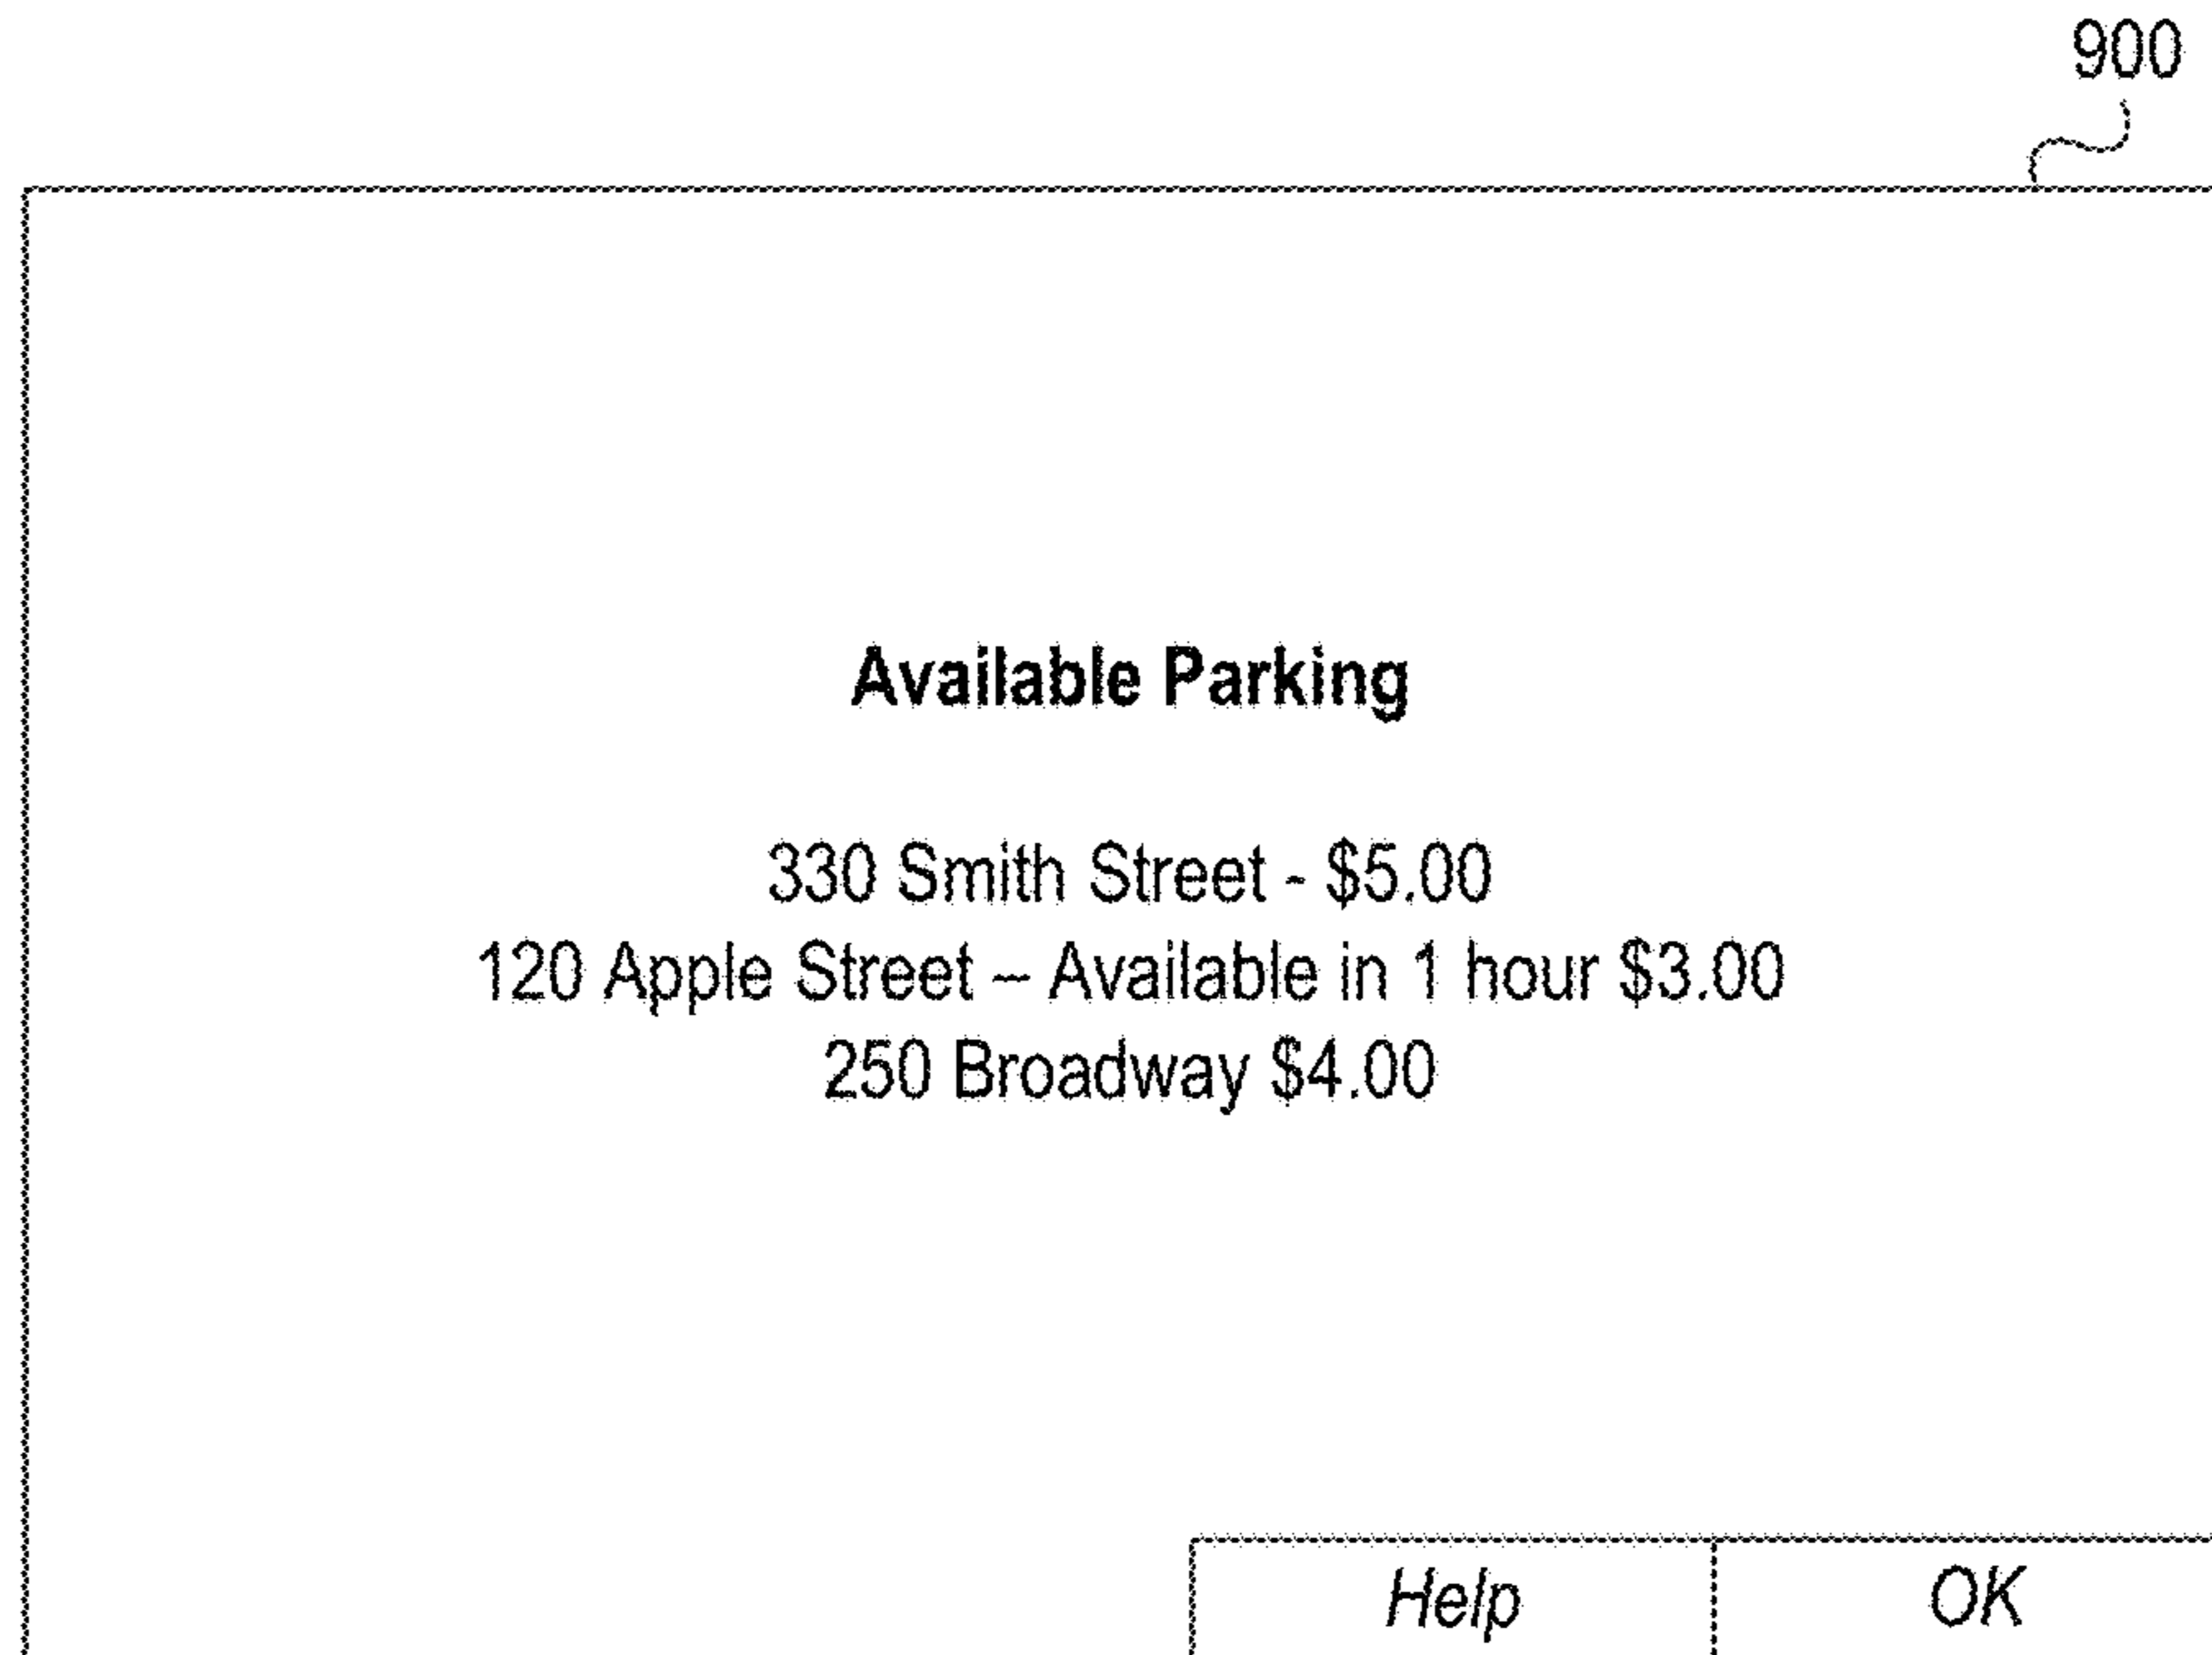 900
Available Parking
330 Smith Street - $5.00
120 Apple Street – Available in 1 hour $3.00
250 Broadway $4.00
Help
OK